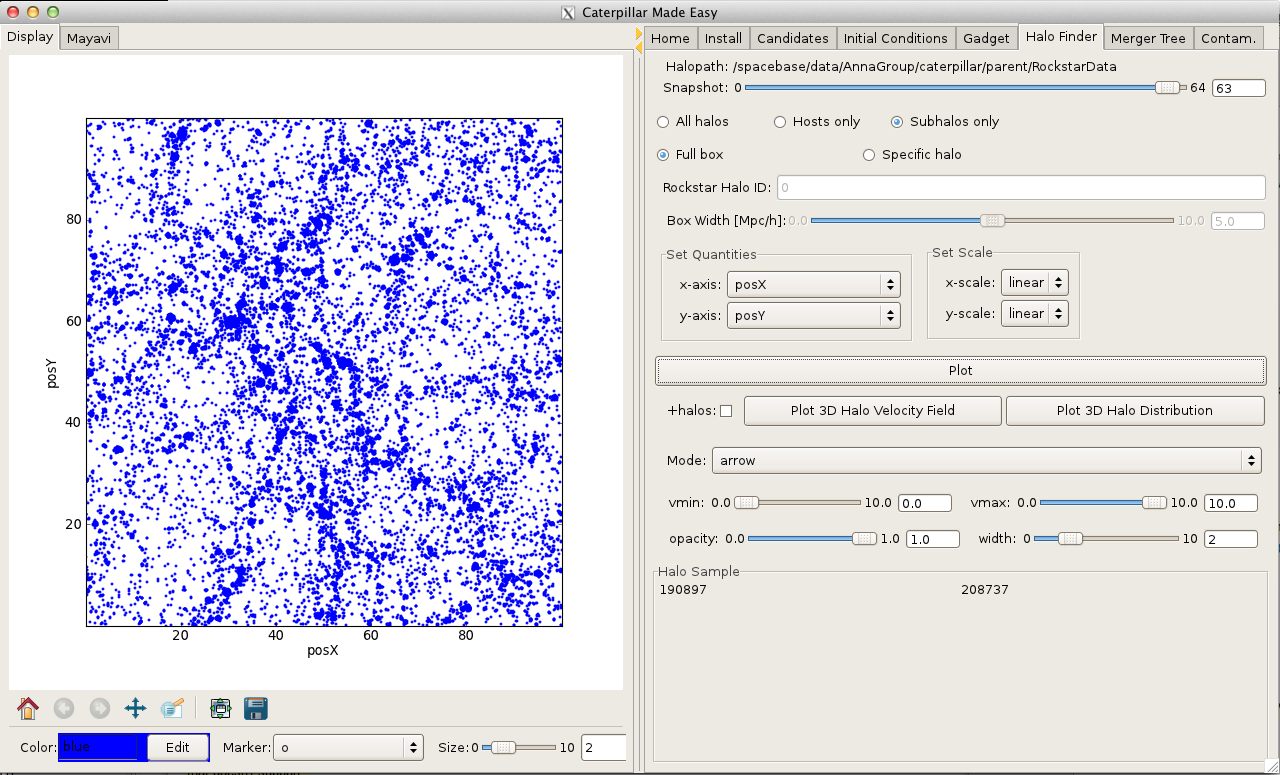 Caterpillar Made Easy
Display Mayavi
80
60
40
20
posY
20 40 60 80
posX
Color: blue Edit Marker: o Size: 0 10 2
Home Install Candidates Initial Conditions Gadget Halo Finder Merger Tree Contam.
Halopath: /spacebase/data/AnnaGroup/caterpillar/parent/RockstarData
Snapshot: 0 64 63
All halos Hosts only Subhalos only
Full box Specific halo
Rockstar Halo ID: 0
Box Width [Mpc/h]: 0.0 10.0 5.0
Set Quantities
x-axis: posX
y-axis: posY
Set Scale
x-scale: linear
y-scale: linear
Plot
+halos: Plot 3D Halo Velocity Field Plot 3D Halo Distribution
Mode: arrow
vmin: 0.0 10.0 0.0 vmax: 0.0 10.0 10.0
opacity: 0.0 1.0 1.0 width: 0 10 2
Halo Sample
190897 208737